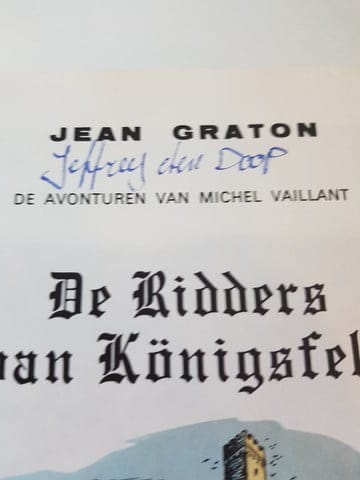 JEAN GRATON
Jeffrey den Doop
DE AVONTUREN VAN MICHEL VAILLANT
De Ridders
van Königsfel